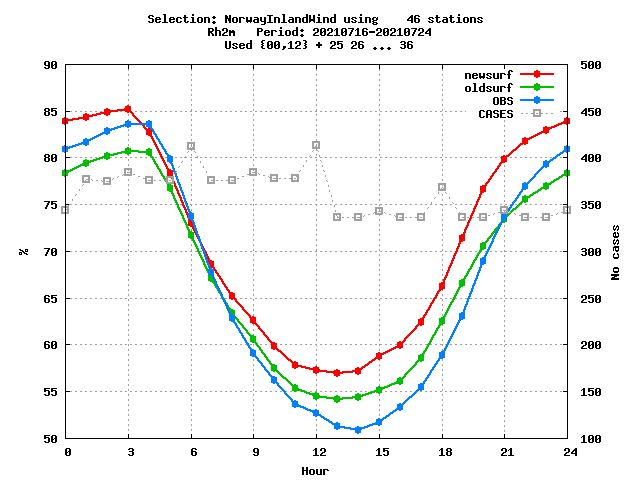 Selection: NorwayInlandWind using    46 stations
Rh2m   Period: 20210716-20210724
Used {00,12} + 25 26 ... 36
newsurf
oldsurf
OBS
CASES
90
85
80
75
70
65
60
55
50
%
500
450
400
350
300
250
200
150
100
No cases
0 3 6 9 12 15 18 21 24
Hour